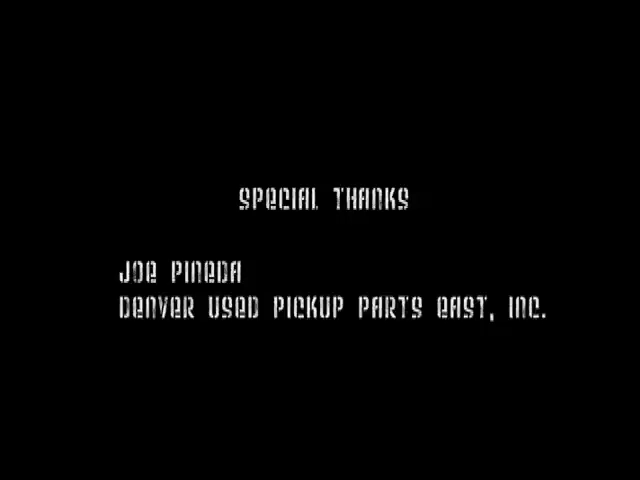 SPECIAL THANKS
JOE PINEDA
DENVER USED PICKUP PARTS EAST, INC.